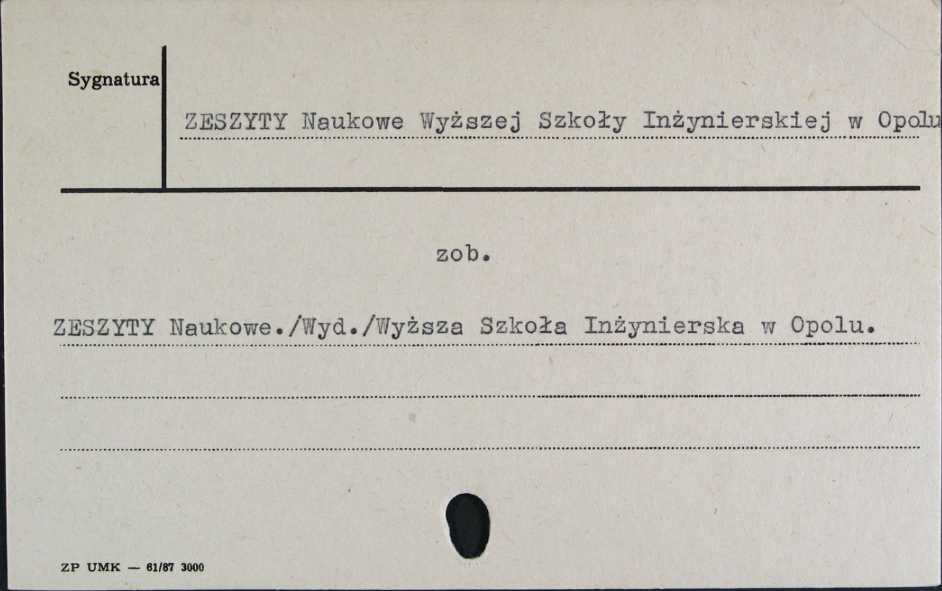 Sygnatura
ZESZYTY Naukowe Wyższej Szkoły Inżynierskiej w Opolu
zob.
ZESZYTY Naukowe./Wyd./Wyższa Szkoła Inżynierska w Opolu.
ZP UMK — 61/87 3000